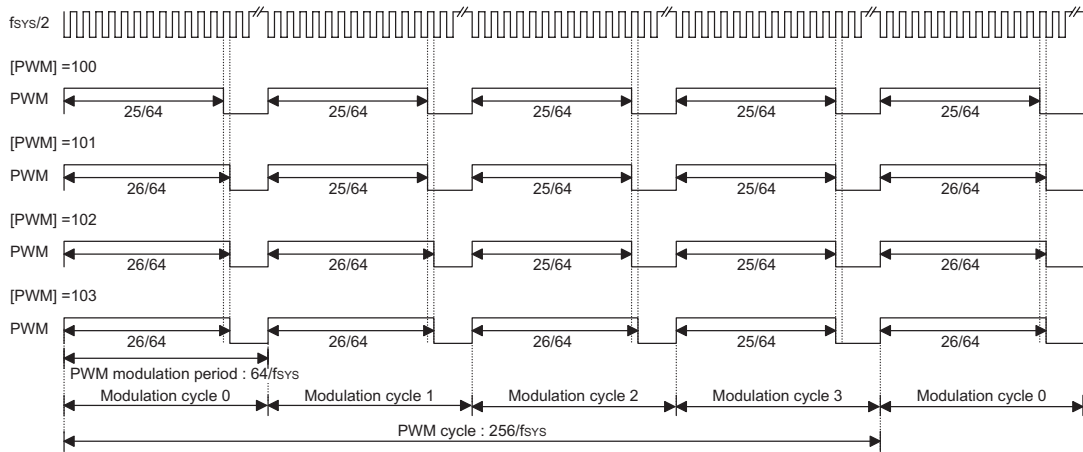 fSYS/2
[PWM] =100
PWM
25/64 25/64 25/64 25/64 25/64
[PWM] =101
PWM
26/64 25/64 25/64 25/64 26/64
[PWM] =102
PWM
26/64 26/64 25/64 25/64 26/64
[PWM] =103
PWM
26/64 26/64 26/64 25/64 26/64
PWM modulation period : 64/fSYS
Modulation cycle 0 Modulation cycle 1 Modulation cycle 2 Modulation cycle 3 Modulation cycle 0
PWM cycle : 256/fSYS